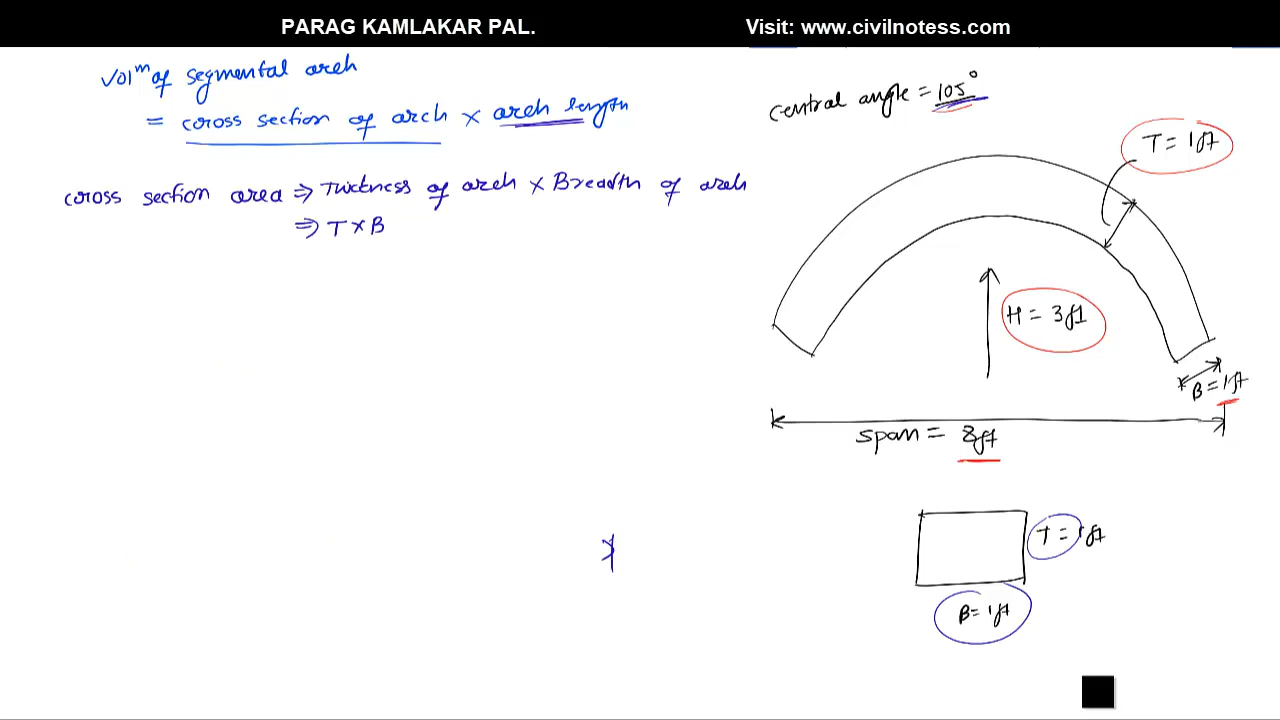 PARAG KAMLAKAR PAL. Visit: www.civilnotess.com
volᵐ of segmental arch
= cross section of arch × arch length
cross section area ⇒ Thickness of arch × Breadth of arch
⇒ T × B
central angle = 105°
T = 1ft
H = 3ft
B = 1ft
span = 8ft
T = 1ft
B = 1ft